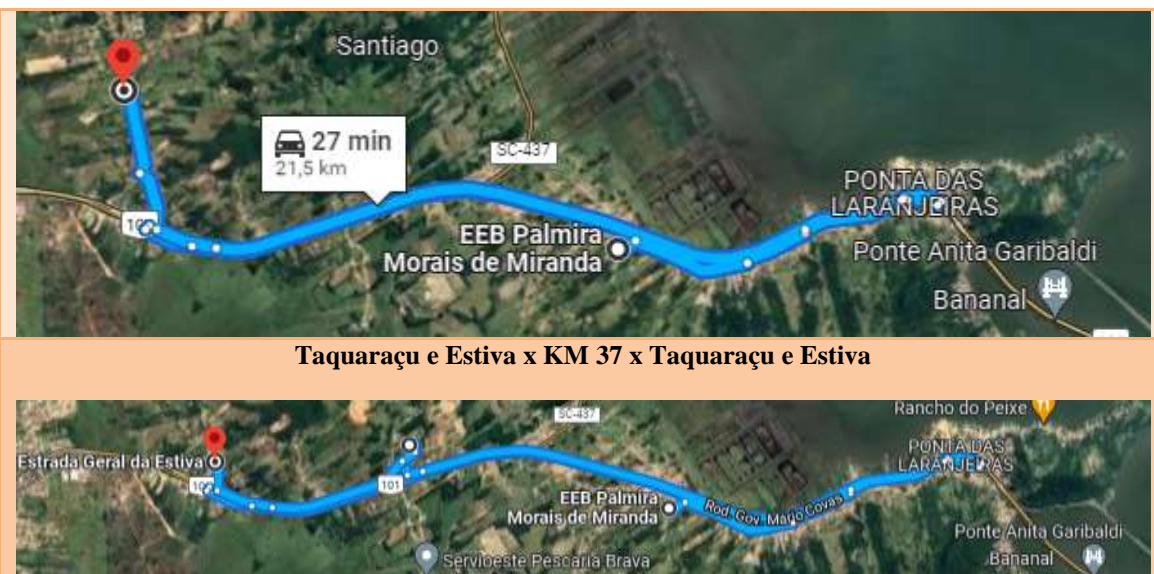 Santiago
27 min
21,5 km
SC-437
PONTA DAS
LARANJEIRAS
EEB Palmira
Morais de Miranda
Ponte Anita Garibaldi
Bananal
Taquaraçu e Estiva x KM 37 x Taquaraçu e Estiva
SC-437
Rancho do Peixe
Estrada Geral da Estiva
PONTA DAS
LARANJEIRAS
101
EEB Palmira
Morais de Miranda
Rod. Gov. Mário Covas
Ponte Anita Garibaldi
Bananal
Servioeste Pescaria Brava